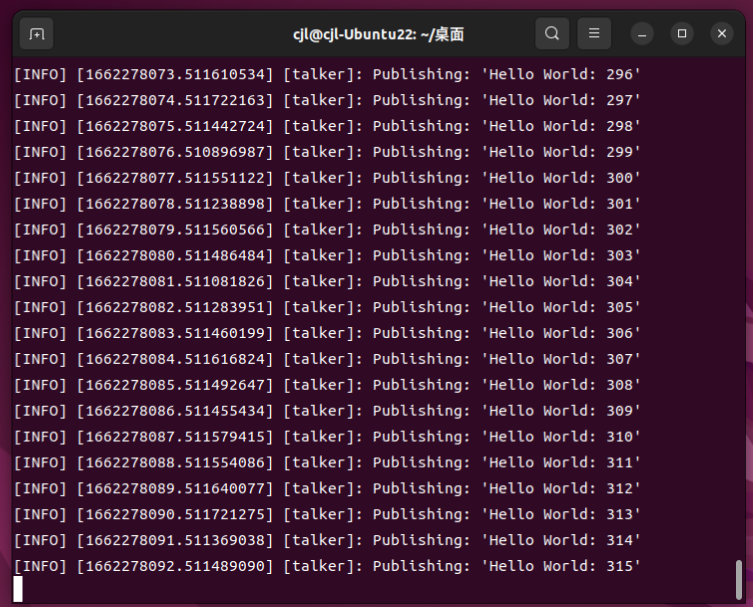 cjl@cjl-Ubuntu22: ~/桌面
[INFO] [1662278073.511610534] [talker]: Publishing: 'Hello World: 296'
[INFO] [1662278074.511722163] [talker]: Publishing: 'Hello World: 297'
[INFO] [1662278075.511442724] [talker]: Publishing: 'Hello World: 298'
[INFO] [1662278076.510896987] [talker]: Publishing: 'Hello World: 299'
[INFO] [1662278077.511551122] [talker]: Publishing: 'Hello World: 300'
[INFO] [1662278078.511238898] [talker]: Publishing: 'Hello World: 301'
[INFO] [1662278079.511560566] [talker]: Publishing: 'Hello World: 302'
[INFO] [1662278080.511486484] [talker]: Publishing: 'Hello World: 303'
[INFO] [1662278081.511081826] [talker]: Publishing: 'Hello World: 304'
[INFO] [1662278082.511283951] [talker]: Publishing: 'Hello World: 305'
[INFO] [1662278083.511460199] [talker]: Publishing: 'Hello World: 306'
[INFO] [1662278084.511616824] [talker]: Publishing: 'Hello World: 307'
[INFO] [1662278085.511492647] [talker]: Publishing: 'Hello World: 308'
[INFO] [1662278086.511455434] [talker]: Publishing: 'Hello World: 309'
[INFO] [1662278087.511579415] [talker]: Publishing: 'Hello World: 310'
[INFO] [1662278088.511554086] [talker]: Publishing: 'Hello World: 311'
[INFO] [1662278089.511640077] [talker]: Publishing: 'Hello World: 312'
[INFO] [1662278090.511721275] [talker]: Publishing: 'Hello World: 313'
[INFO] [1662278091.511369038] [talker]: Publishing: 'Hello World: 314'
[INFO] [1662278092.511489090] [talker]: Publishing: 'Hello World: 315'